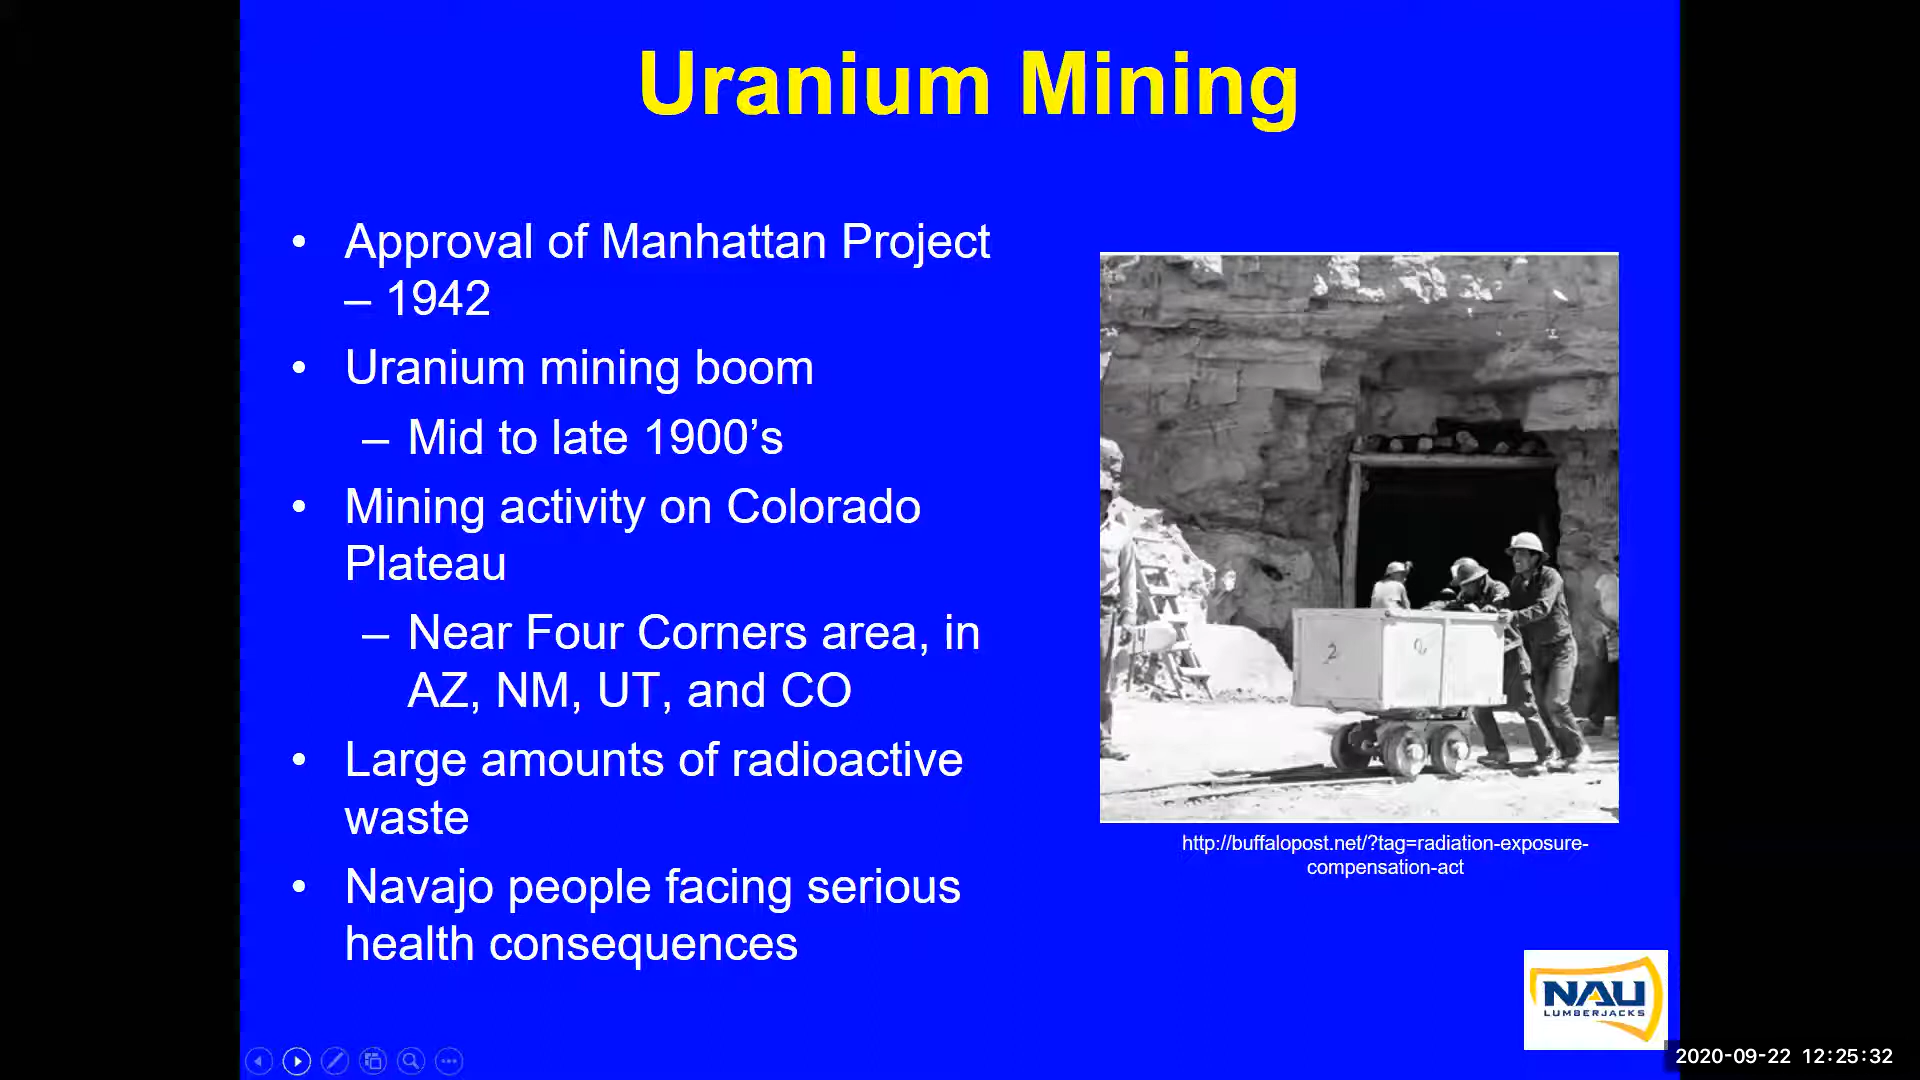 Uranium Mining
• Approval of Manhattan Project
– 1942
• Uranium mining boom
– Mid to late 1900’s
• Mining activity on Colorado
Plateau
– Near Four Corners area, in
AZ, NM, UT, and CO
• Large amounts of radioactive
waste
• Navajo people facing serious
health consequences
2
http://buffalopost.net/?tag=radiation-exposure-
compensation-act
NAU
LUMBERJACKS
2020-09-22 12:25:32